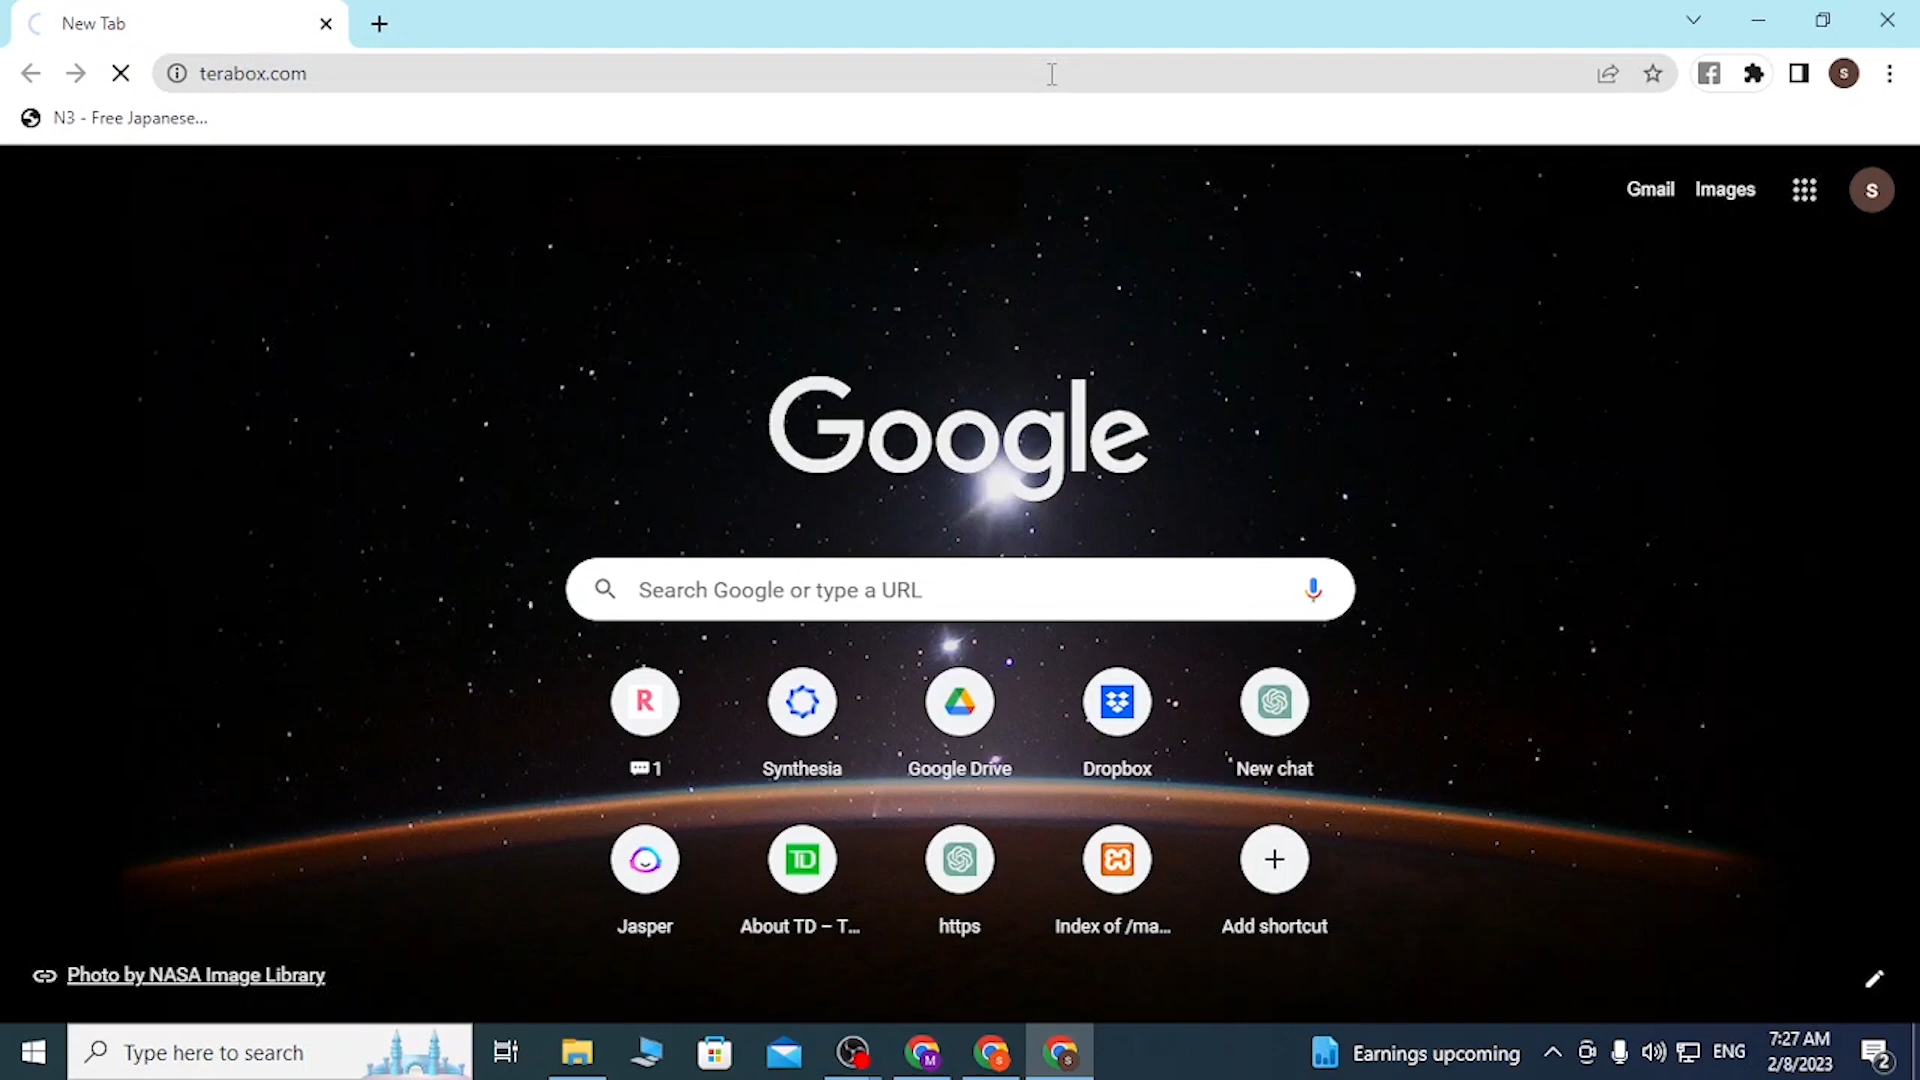 New Tab
terabox.com
S
N3 - Free Japanese...
Gmail
Images
S
Google
Search Google or type a URL
R
1
Synthesia
Google Drive
Dropbox
New chat
TD
Jasper
About TD – T...
https
Index of /ma...
Add shortcut
Photo by NASA Image Library
Type here to search
M
S
S
Earnings upcoming
ENG
7:27 AM
2/8/2023
2